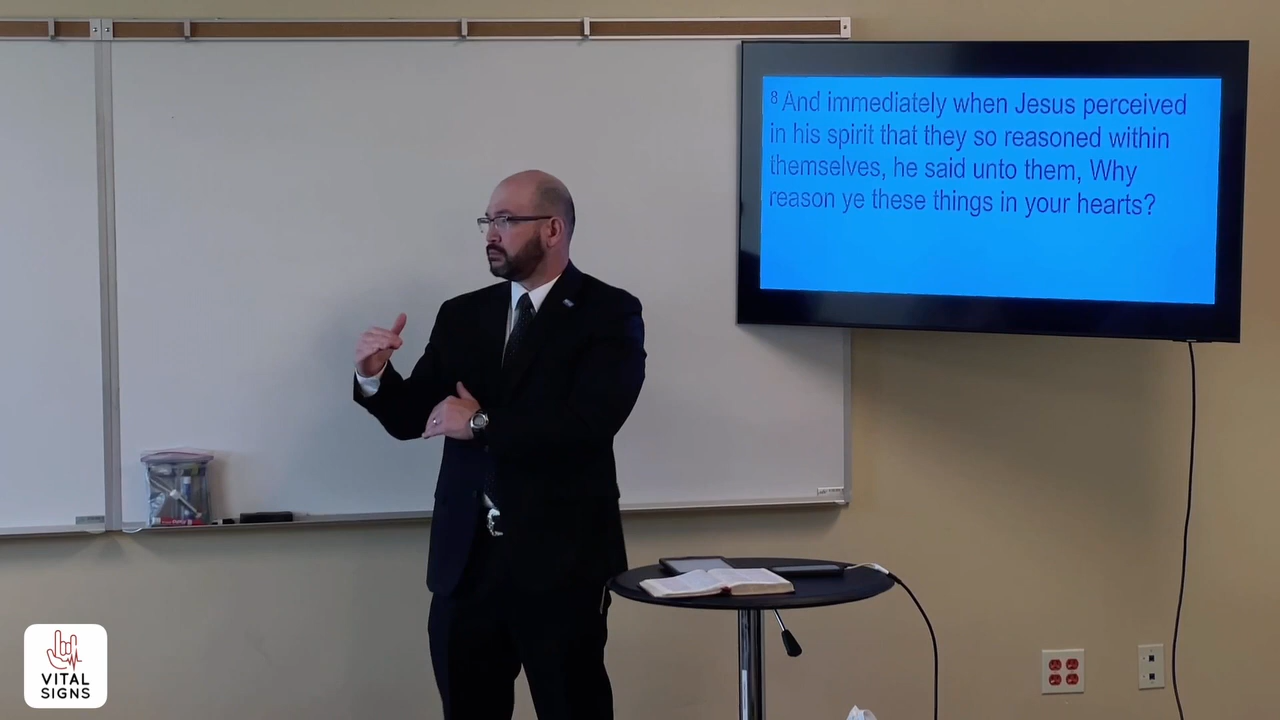 8 And immediately when Jesus perceived
in his spirit that they so reasoned within
themselves, he said unto them, Why
reason ye these things in your hearts?
VITAL
SIGNS